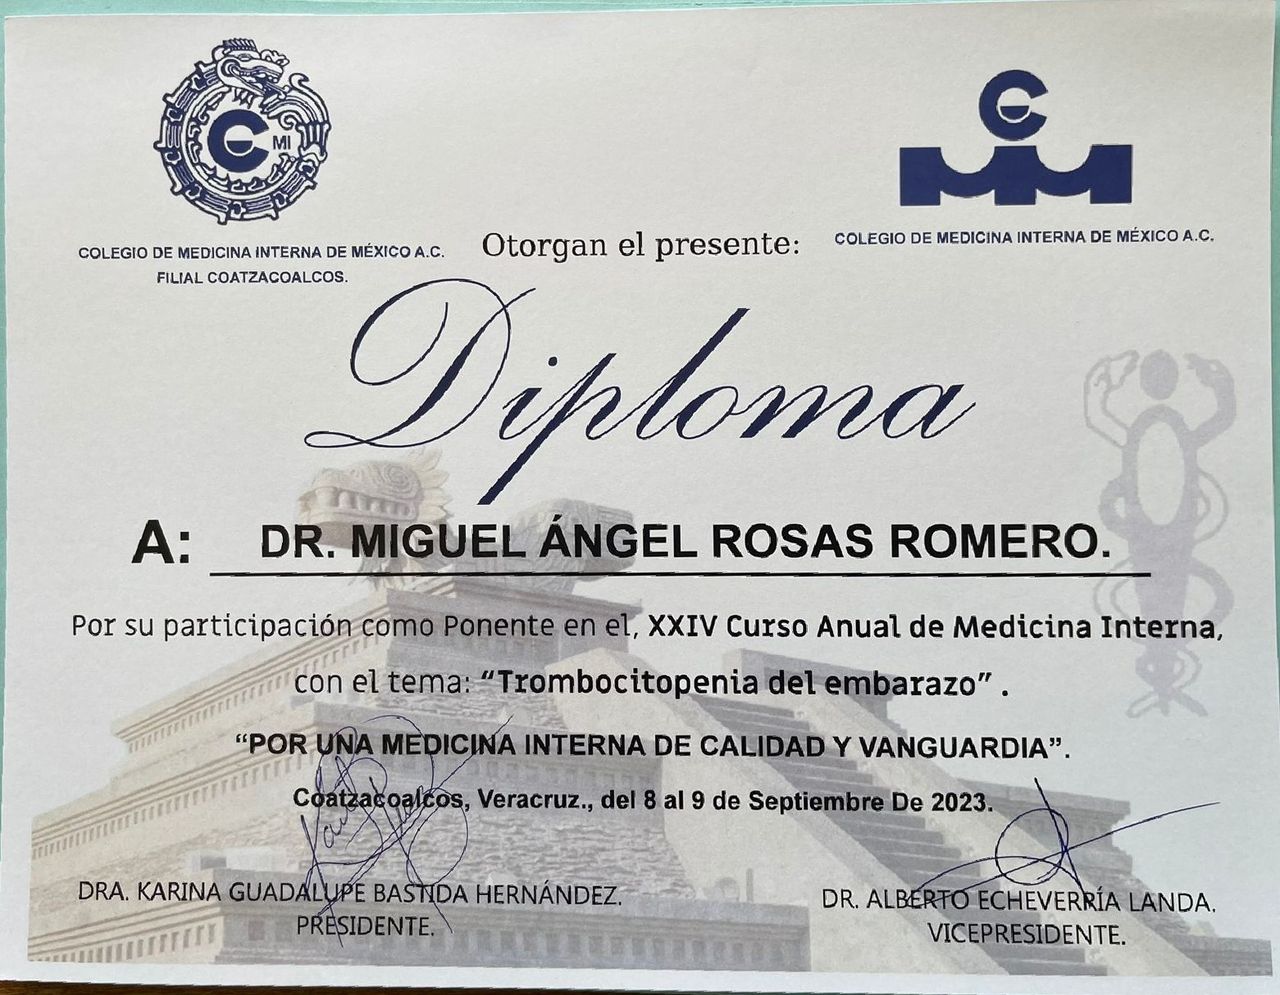 C MI
COLEGIO DE MEDICINA INTERNA DE MÉXICO A.C.
FILIAL COATZACOALCOS.
COLEGIO DE MEDICINA INTERNA DE MÉXICO A.C.
Otorgan el presente:
Diploma
A: DR. MIGUEL ÁNGEL ROSAS ROMERO.
Por su participación como Ponente en el, XXIV Curso Anual de Medicina Interna,
con el tema: “Trombocitopenia del embarazo” .
“POR UNA MEDICINA INTERNA DE CALIDAD Y VANGUARDIA”.
Coatzacoalcos, Veracruz., del 8 al 9 de Septiembre De 2023.
DRA. KARINA GUADALUPE BASTIDA HERNÁNDEZ.
PRESIDENTE.
DR. ALBERTO ECHEVERRÍA LANDA.
VICEPRESIDENTE.